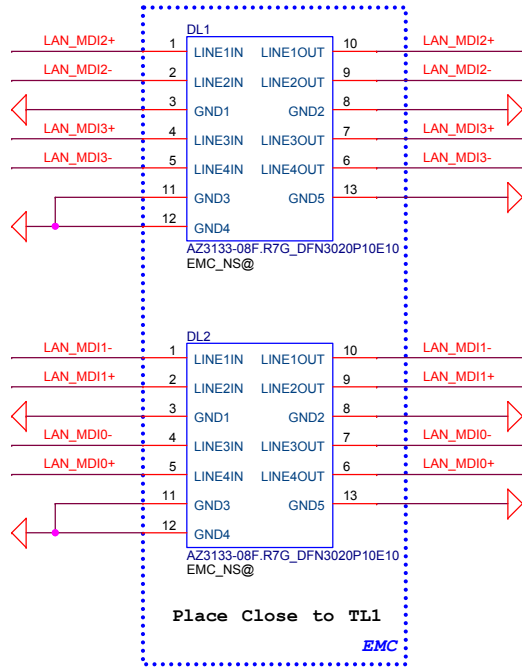 DL1
LAN_MDI2+ 1 LINE1IN LINE1OUT 10 LAN_MDI2+
LAN_MDI2- 2 LINE2IN LINE2OUT 9 LAN_MDI2-
3 GND1 GND2 8
LAN_MDI3+ 4 LINE3IN LINE3OUT 7 LAN_MDI3+
LAN_MDI3- 5 LINE4IN LINE4OUT 6 LAN_MDI3-
11 GND3 GND5 13
12 GND4
AZ3133-08F.R7G_DFN3020P10E10
EMC_NS@
DL2
LAN_MDI1- 1 LINE1IN LINE1OUT 10 LAN_MDI1-
LAN_MDI1+ 2 LINE2IN LINE2OUT 9 LAN_MDI1+
3 GND1 GND2 8
LAN_MDI0- 4 LINE3IN LINE3OUT 7 LAN_MDI0-
LAN_MDI0+ 5 LINE4IN LINE4OUT 6 LAN_MDI0+
11 GND3 GND5 13
12 GND4
AZ3133-08F.R7G_DFN3020P10E10
EMC_NS@
Place Close to TL1
EMC